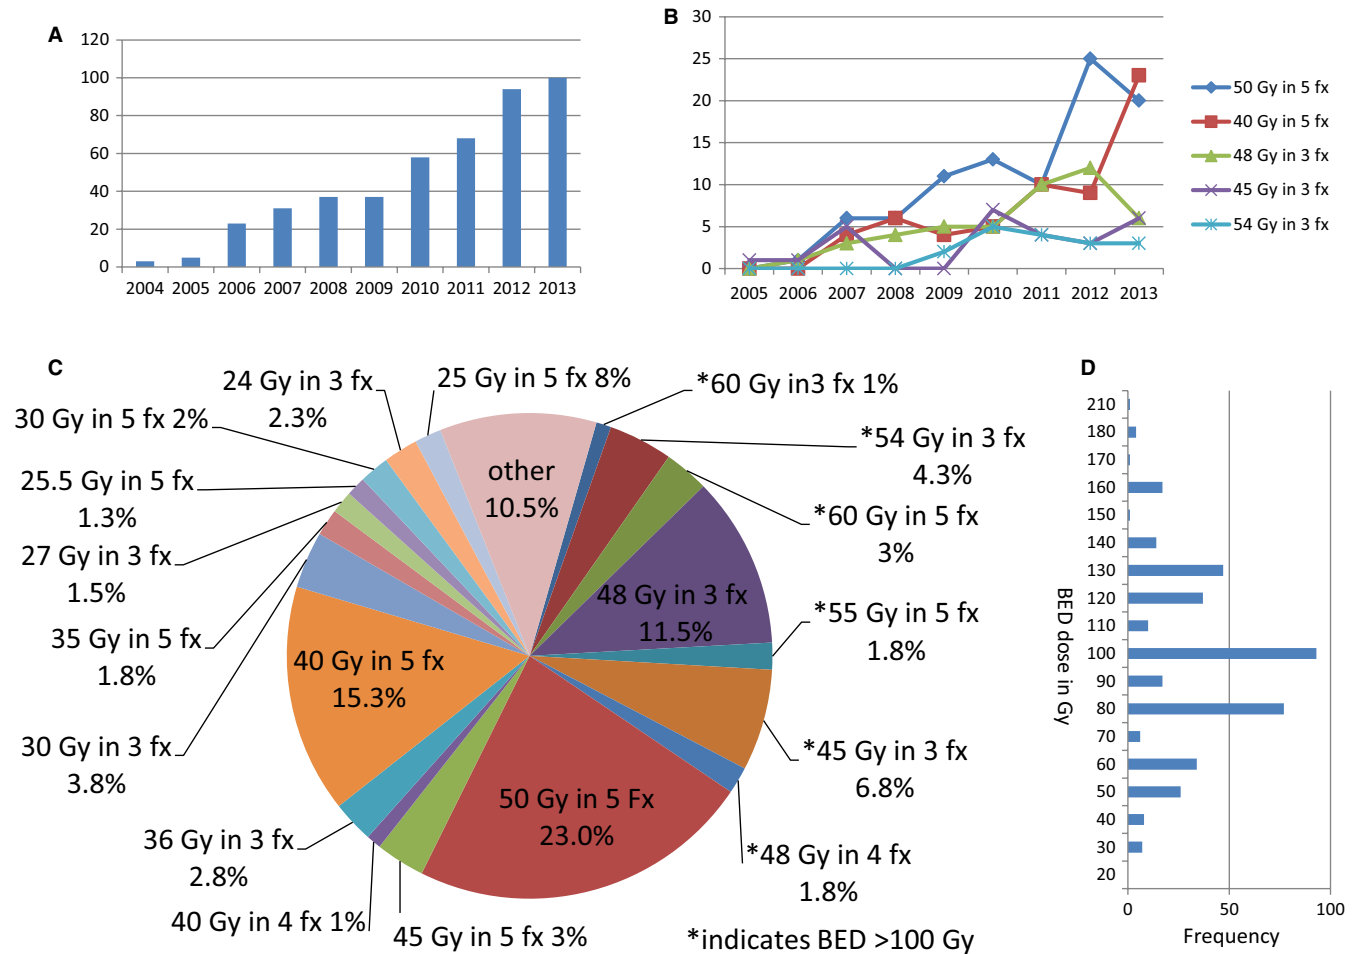 A
120
100
80
60
40
20
0
2004 2005 2006 2007 2008 2009 2010 2011 2012 2013
B
30
25
20
15
10
5
0
2005 2006 2007 2008 2009 2010 2011 2012 2013
50 Gy in 5 fx
40 Gy in 5 fx
48 Gy in 3 fx
45 Gy in 3 fx
54 Gy in 3 fx
C
24 Gy in 3 fx
2.3%
25 Gy in 5 fx 8%
*60 Gy in3 fx 1%
30 Gy in 5 fx 2%
*54 Gy in 3 fx
4.3%
other
10.5%
25.5 Gy in 5 fx
1.3%
*60 Gy in 5 fx
3%
27 Gy in 3 fx
1.5%
48 Gy in 3 fx
11.5%
*55 Gy in 5 fx
1.8%
35 Gy in 5 fx
1.8%
40 Gy in 5 fx
15.3%
30 Gy in 3 fx
3.8%
*45 Gy in 3 fx
6.8%
50 Gy in 5 Fx
23.0%
36 Gy in 3 fx
2.8%
*48 Gy in 4 fx
1.8%
40 Gy in 4 fx 1%
45 Gy in 5 fx 3%
*indicates BED >100 Gy
D
BED dose in Gy
210
180
170
160
150
140
130
120
110
100
90
80
70
60
50
40
30
20
0 50 100
Frequency